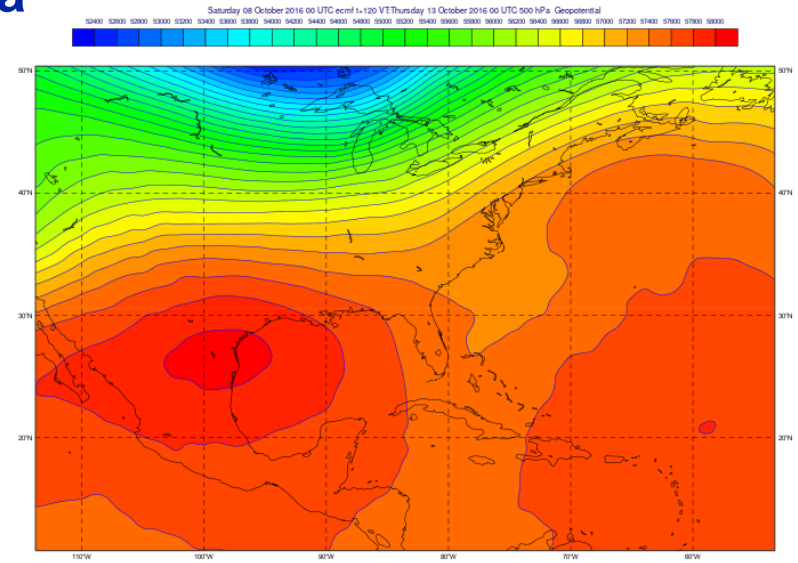 a
Saturday 08 October 2016 00 UTC ecmf t+120 VT:Thursday 13 October 2016 00 UTC 500 hPa Geopotential
52400 52800 53000 53200 53400 53600 53800 54000 54200 54400 54600 54800 55000 55200 55400 55600 55800 56000 56200 56400 56600 56800 57000 57200 57400 57600 57800 58000
50°N 50°N
40°N 40°N
30°N 30°N
20°N 20°N
110°W 100°W 90°W 80°W 70°W 60°W